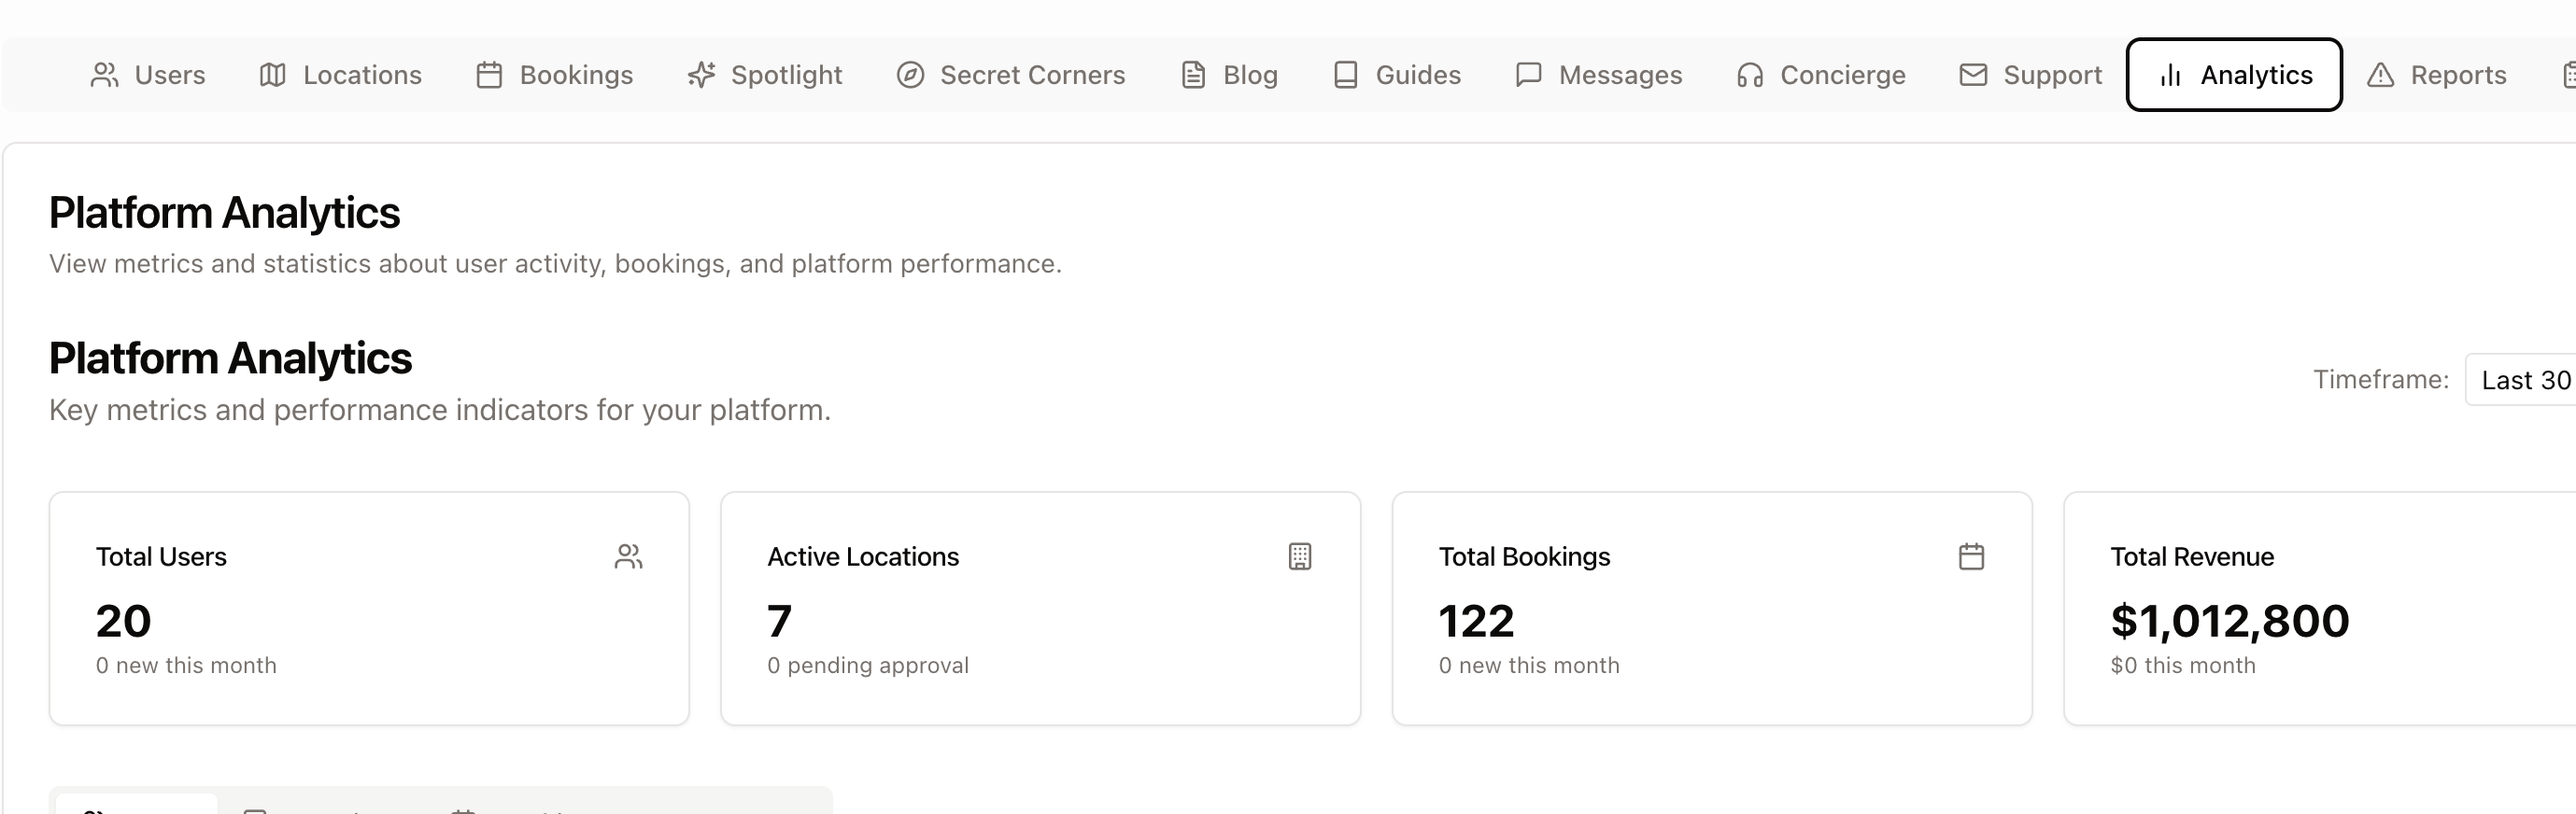 Users Locations Bookings Spotlight Secret Corners Blog Guides Messages Concierge Support Analytics Reports
Platform Analytics
View metrics and statistics about user activity, bookings, and platform performance.
Platform Analytics
Key metrics and performance indicators for your platform.
Timeframe: Last 30
Total Users
20
0 new this month
Active Locations
7
0 pending approval
Total Bookings
122
0 new this month
Total Revenue
$1,012,800
$0 this month